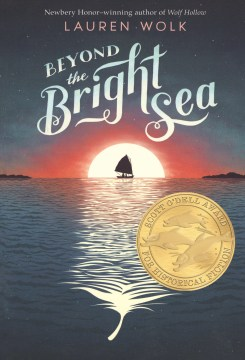 Newbery Honor–winning author of Wolf Hollow
LAUREN WOLK
BEYOND
the
Bright
Sea
SCOTT O'DELL AWARD
FOR HISTORICAL FICTION